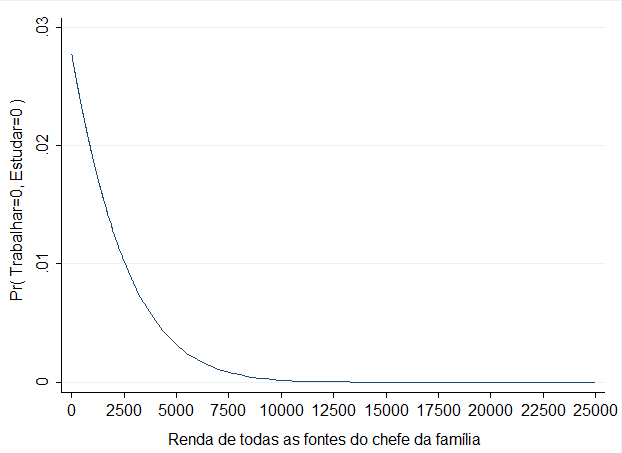 .03
.02
.01
0
Pr( Trabalhar=0, Estudar=0 )
0 2500 5000 7500 10000 12500 15000 17500 20000 22500 25000
Renda de todas as fontes do chefe da família